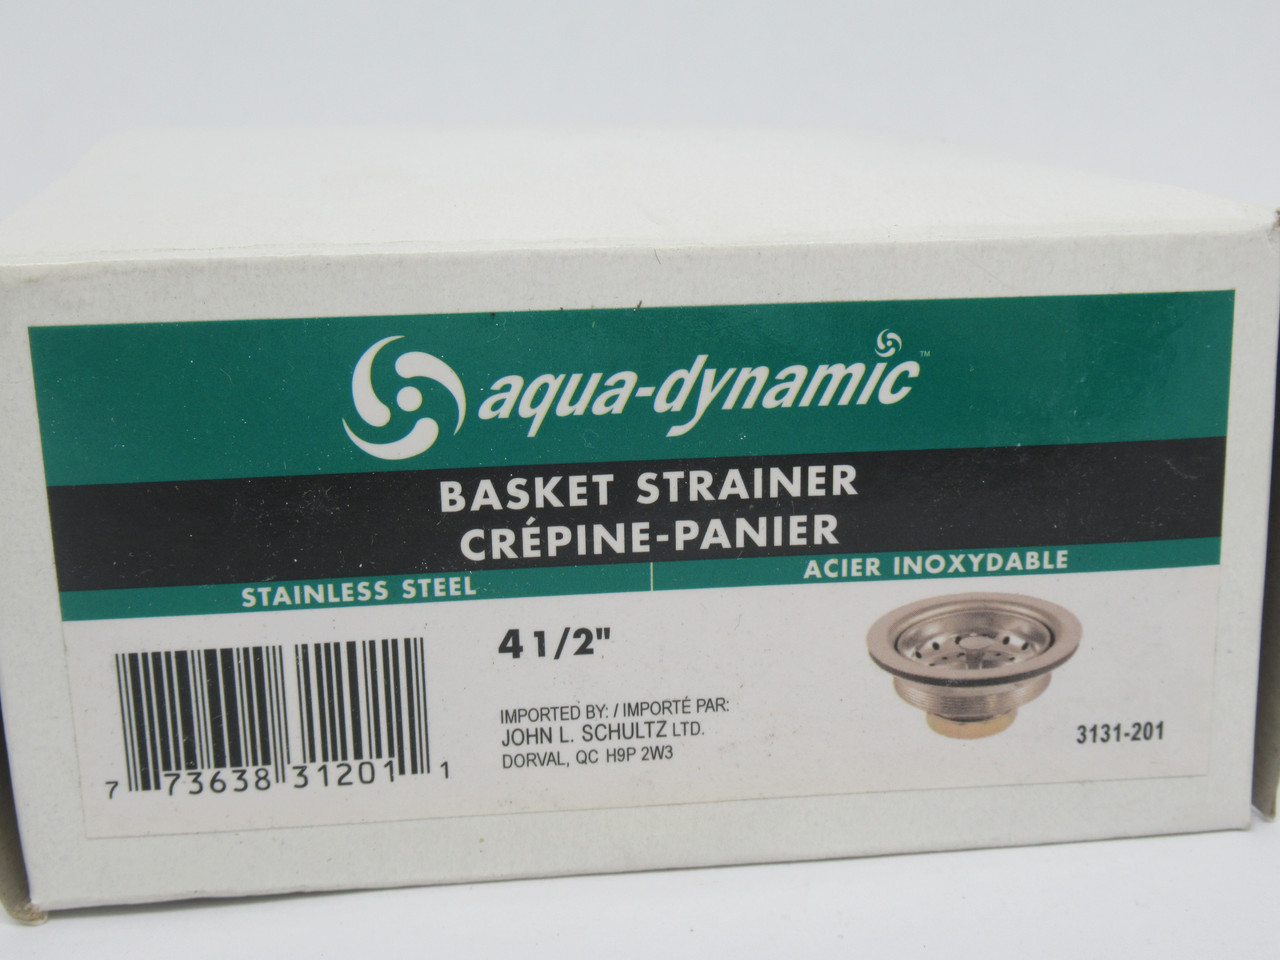 aqua-dynamic™
BASKET STRAINER
CRÉPINE-PANIER
STAINLESS STEEL
ACIER INOXYDABLE
4 1/2"
IMPORTED BY: / IMPORTÉ PAR:
JOHN L. SCHULTZ LTD.
DORVAL, QC H9P 2W3
3131-201
7 73638 31201 1